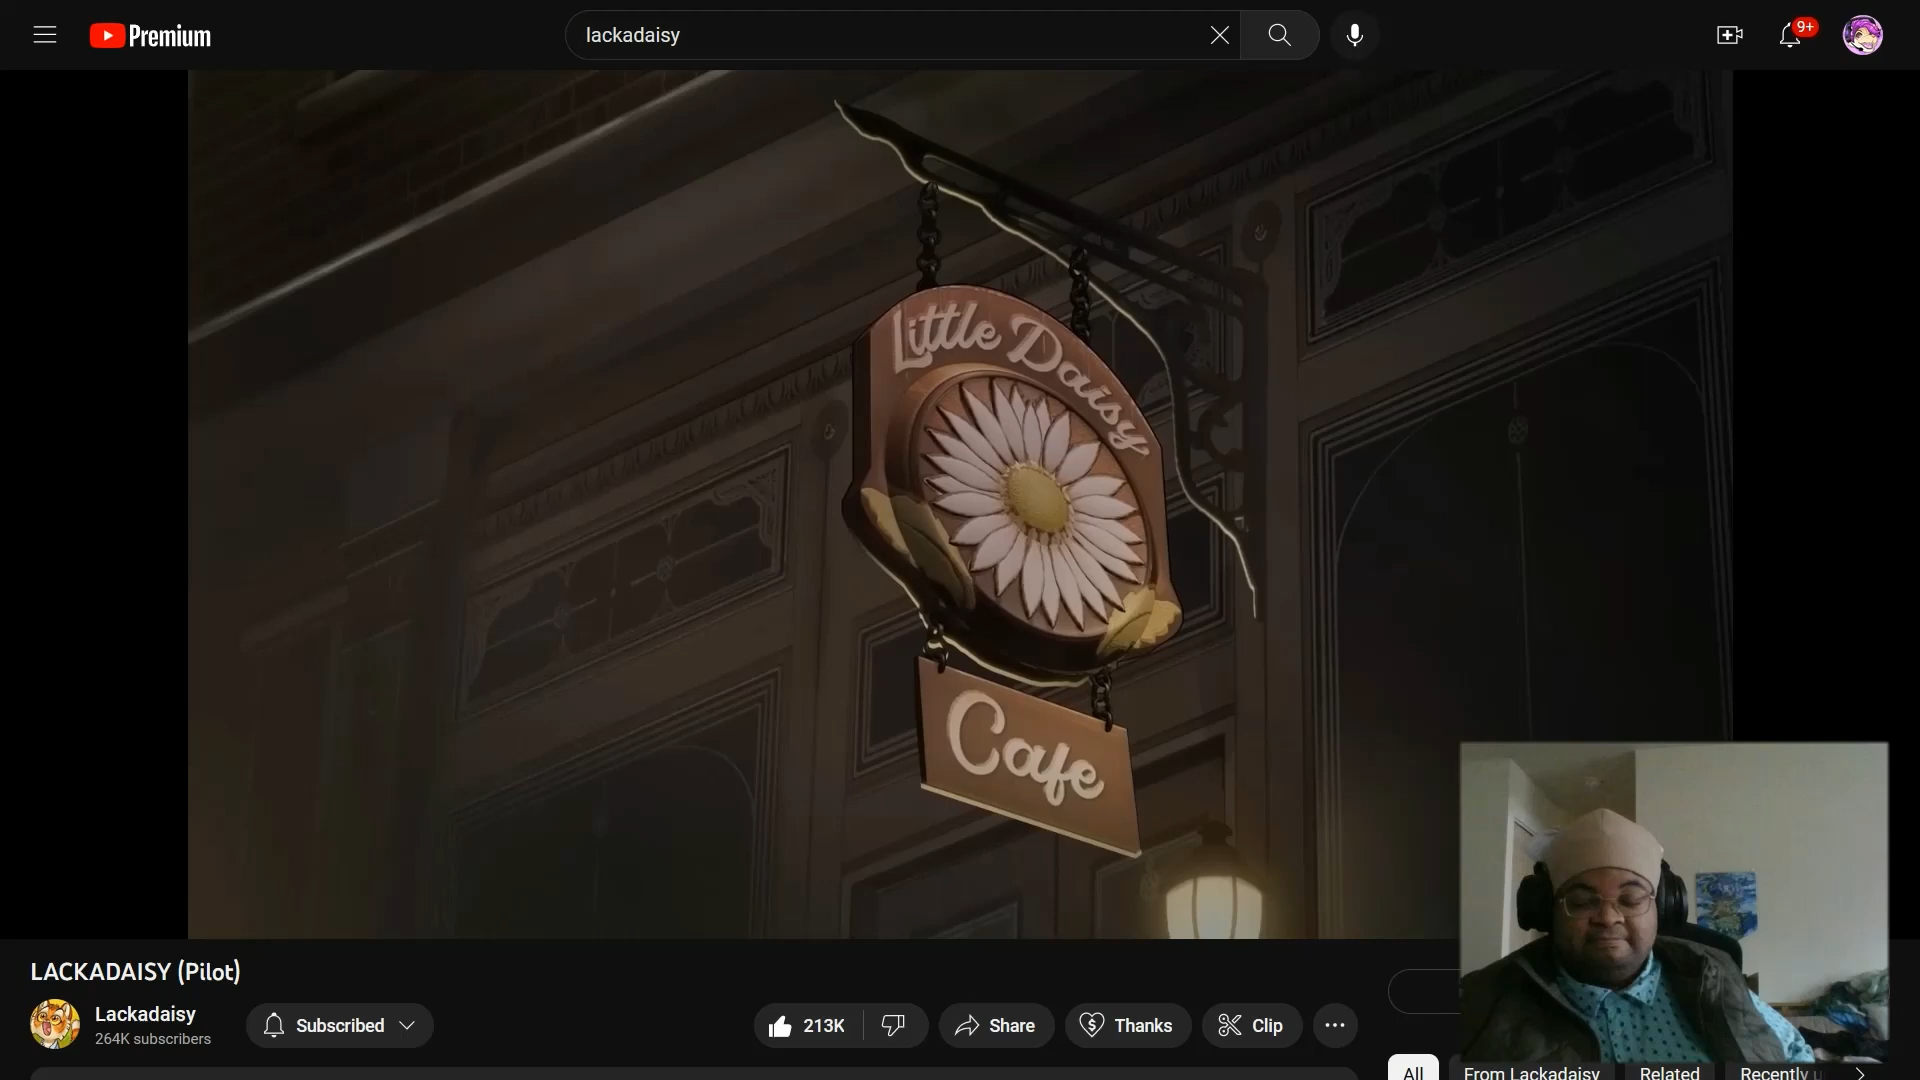 Premium
lackadaisy
9+
Little Daisy
Cafe
LACKADAISY (Pilot)
Lackadaisy
264K subscribers
Subscribed
213K
Share
Thanks
Clip
All
From Lackadaisy
Related
Recently